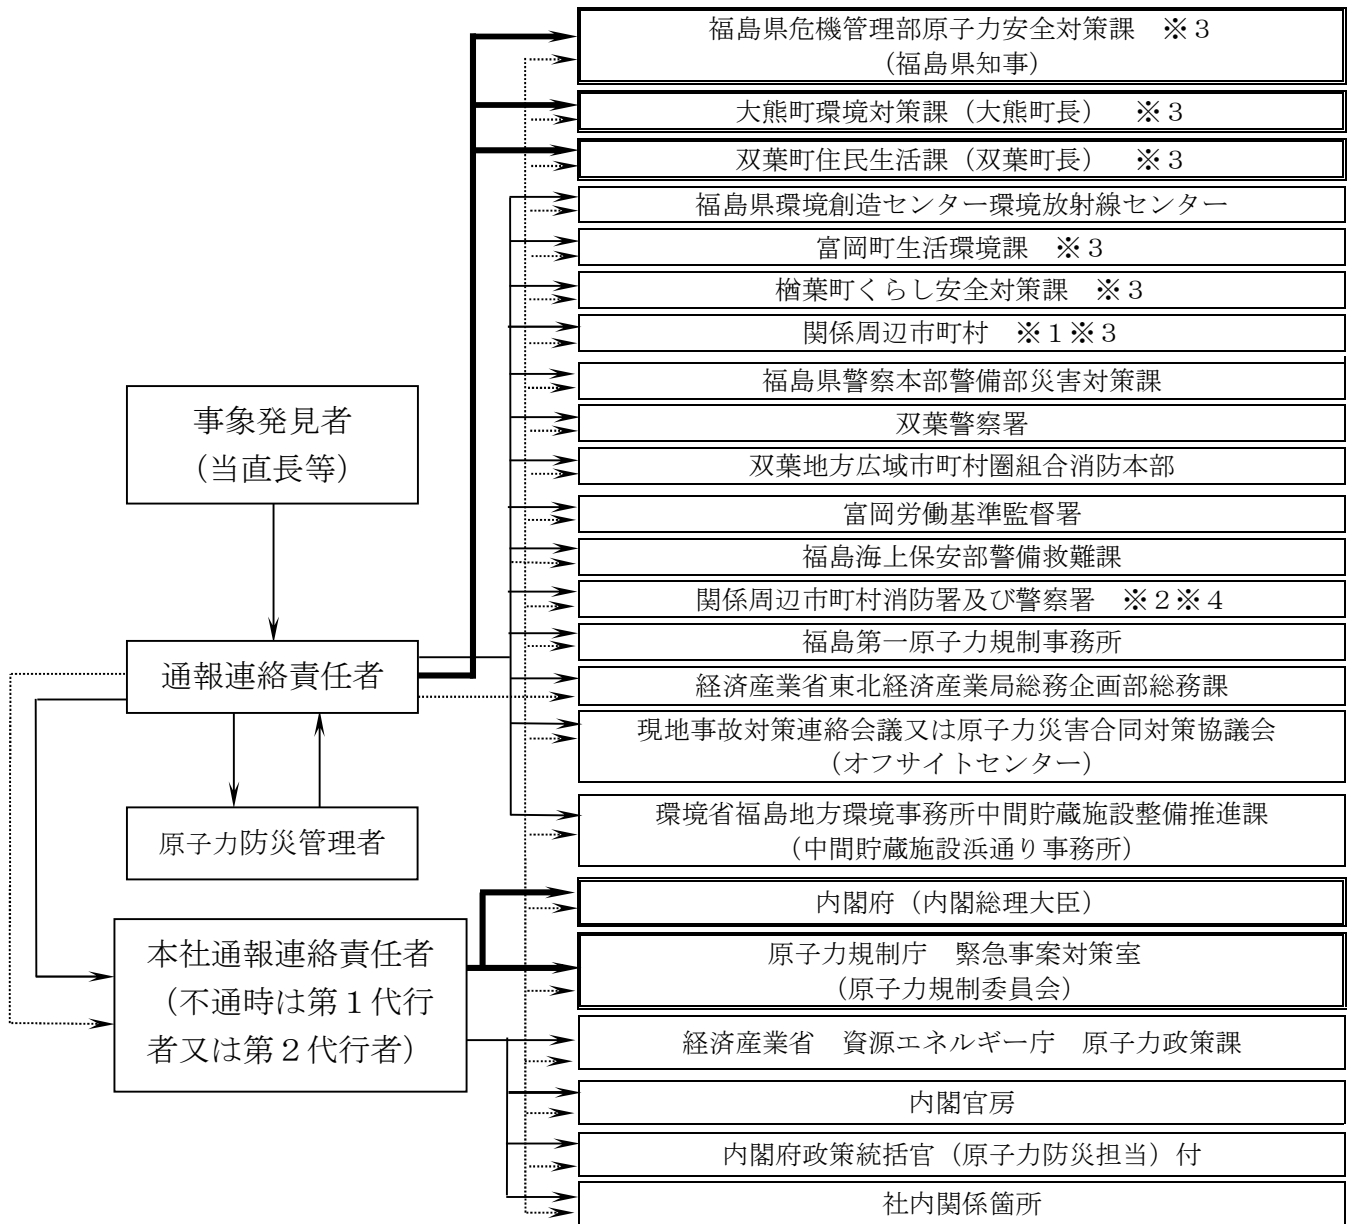 福島県危機管理部原子力安全対策課　※３
（福島県知事）
大熊町環境対策課（大熊町長）　※３
双葉町住民生活課（双葉町長）　※３
福島県環境創造センター環境放射線センター
富岡町生活環境課　※３
楢葉町くらし安全対策課　※３
関係周辺市町村　※１※３
福島県警察本部警備部災害対策課
双葉警察署
双葉地方広域市町村圏組合消防本部
富岡労働基準監督署
福島海上保安部警備救難課
関係周辺市町村消防署及び警察署　※２※４
福島第一原子力規制事務所
経済産業省東北経済産業局総務企画部総務課
現地事故対策連絡会議又は原子力災害合同対策協議会
（オフサイトセンター）
環境省福島地方環境事務所中間貯蔵施設整備推進課
（中間貯蔵施設浜通り事務所）
内閣府（内閣総理大臣）
原子力規制庁　緊急事案対策室
（原子力規制委員会）
経済産業省　資源エネルギー庁　原子力政策課
内閣官房
内閣府政策統括官（原子力防災担当）付
社内関係箇所
事象発見者
（当直長等）
通報連絡責任者
原子力防災管理者
本社通報連絡責任者
（不通時は第１代行
者又は第２代行者）